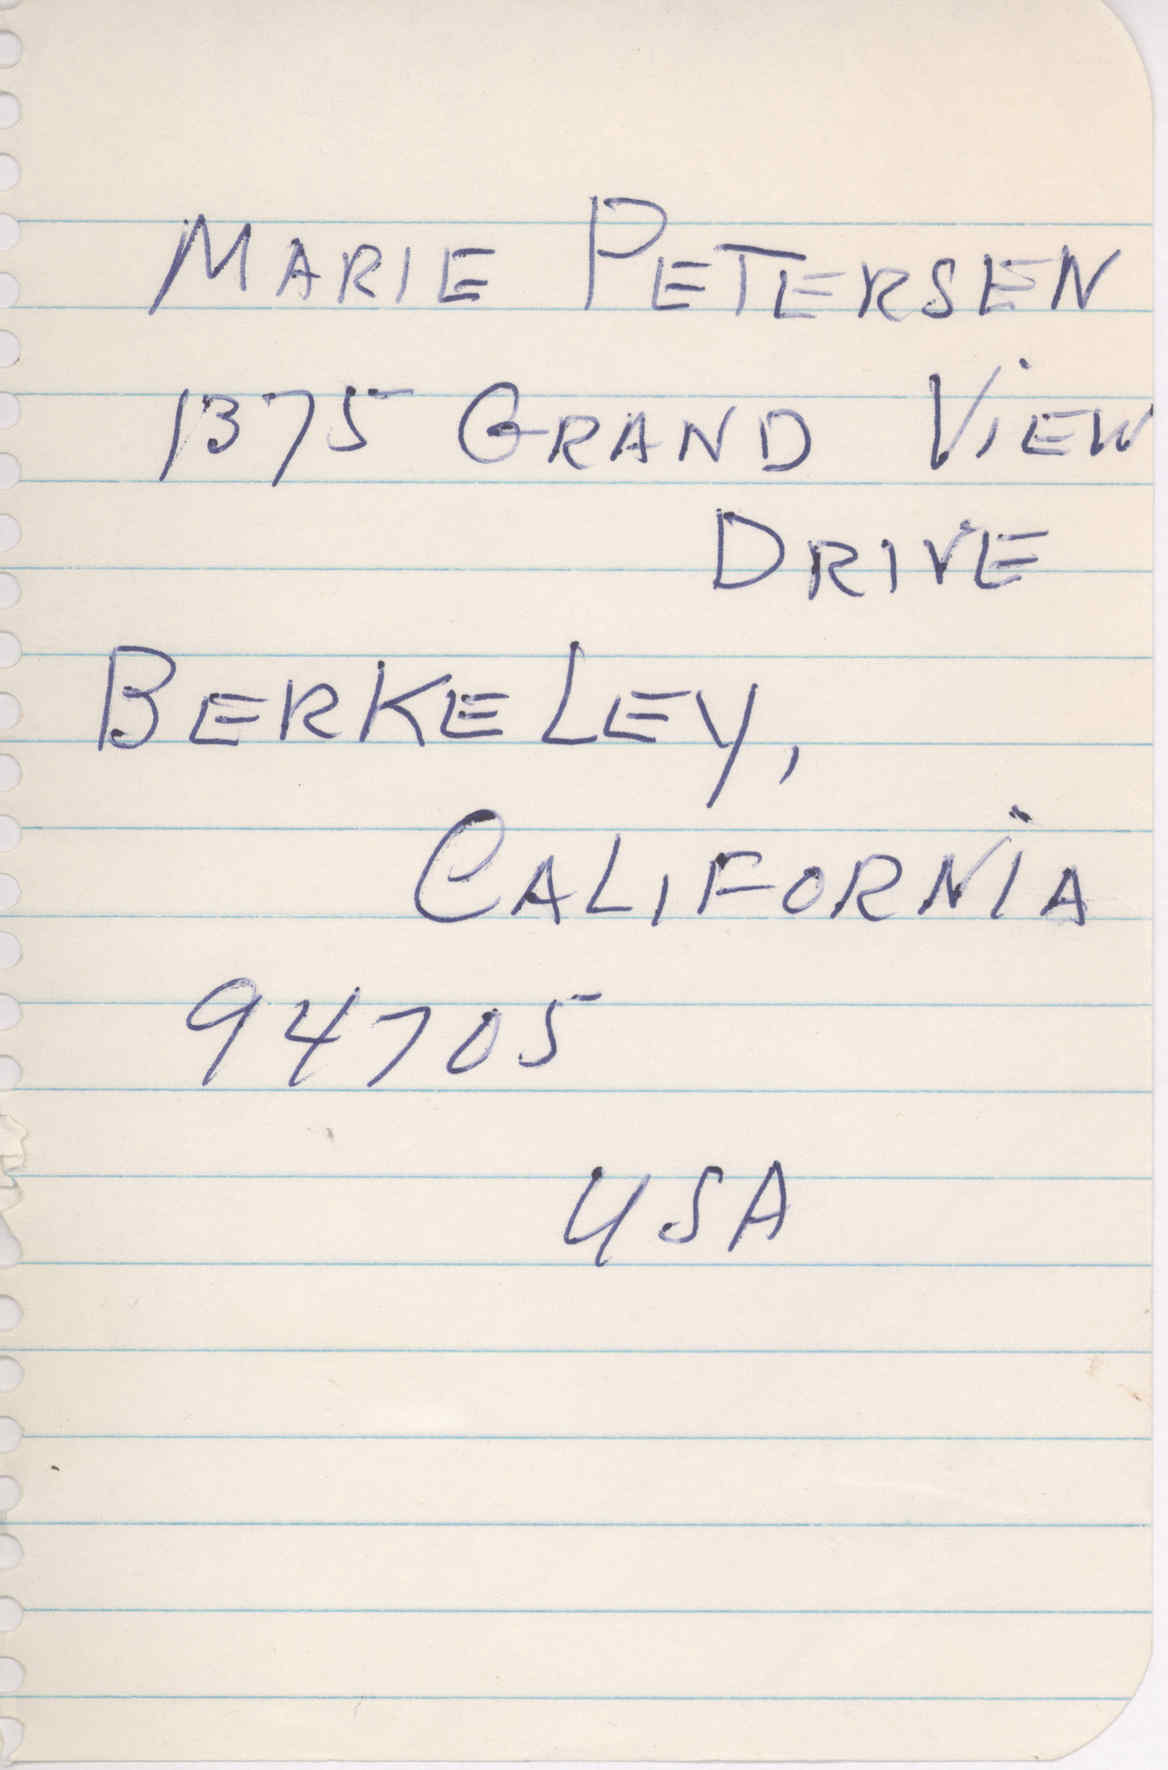 MARIE PETERSEN
1375 GRAND VIEW
DRIVE
BERKELEY,
CALIFORNIA
94705
USA